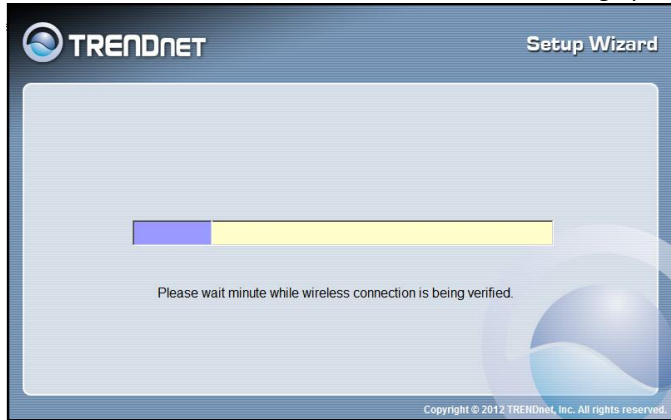 TRENDNET
Setup Wizard
Please wait minute while wireless connection is being verified.
Copyright © 2012 TRENDnet, Inc. All rights reserved.